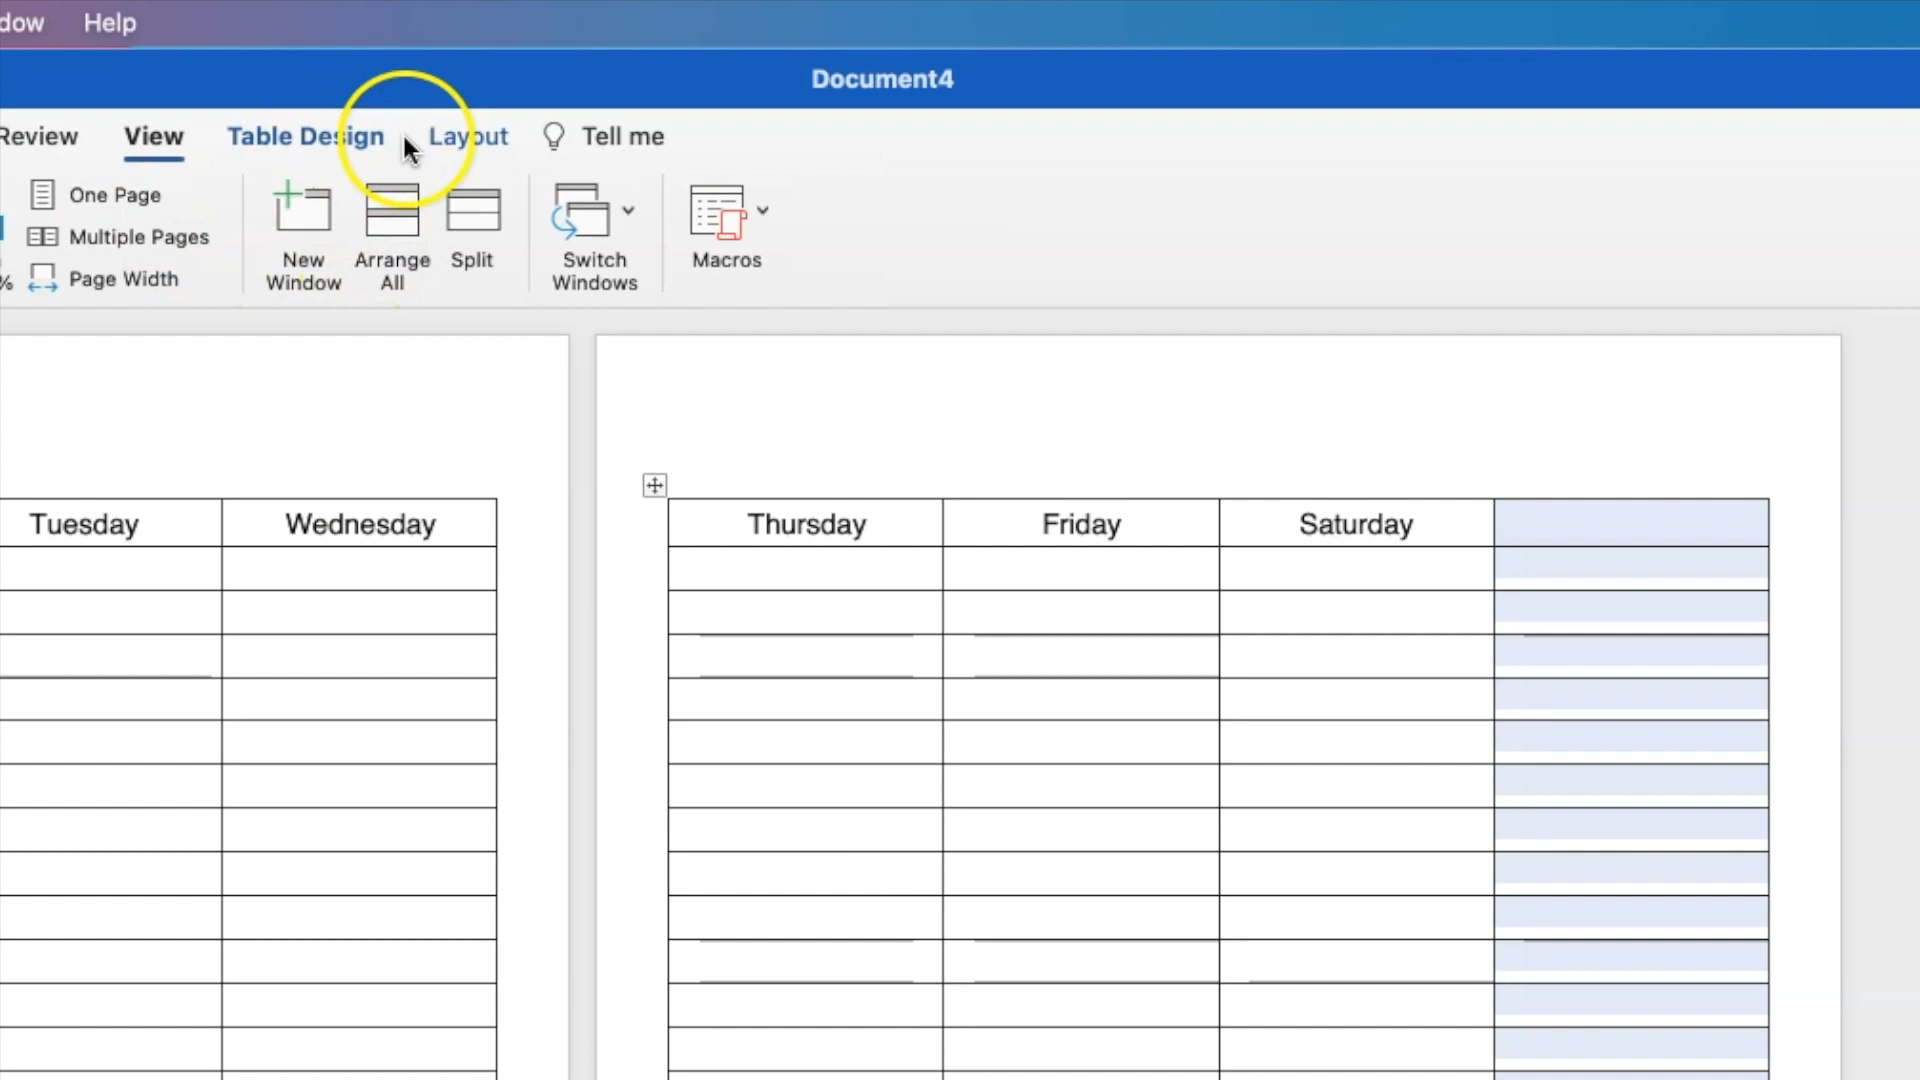 dow Help
Document4
Review View Table Design Layout Tell me
One Page
Multiple Pages
% Page Width
New Window
Arrange All
Split
Switch Windows
Macros
Tuesday Wednesday
Thursday Friday Saturday